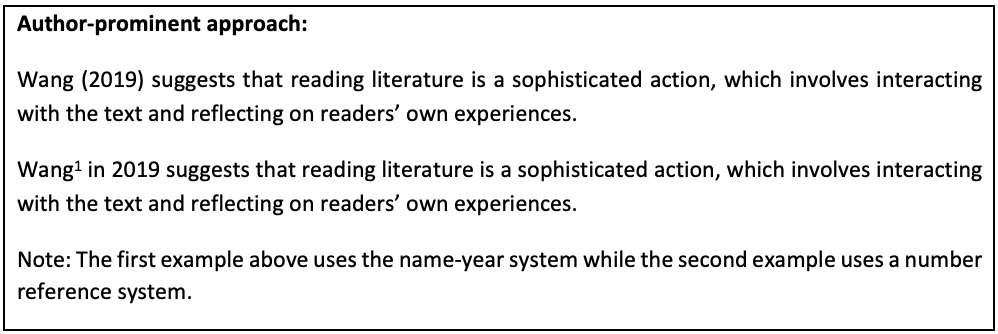 Author-prominent approach:
Wang (2019) suggests that reading literature is a sophisticated action, which involves interacting
with the text and reflecting on readers’ own experiences.
Wang¹ in 2019 suggests that reading literature is a sophisticated action, which involves interacting
with the text and reflecting on readers’ own experiences.
Note: The first example above uses the name-year system while the second example uses a number
reference system.